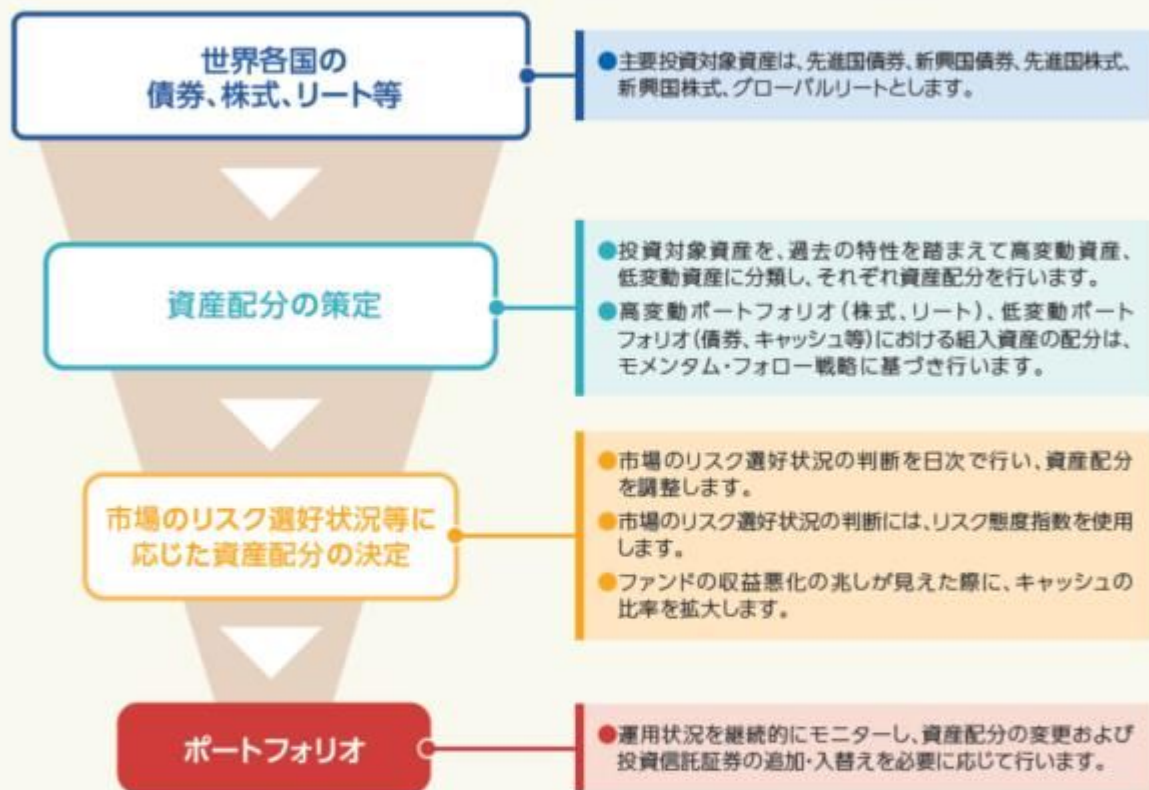 世界各国の
債券、株式、リート等
●主要投資対象資産は、先進国債券、新興国債券、先進国株式、
新興国株式、グローバルリートとします。
資産配分の策定
●投資対象資産を、過去の特性を踏まえて高変動資産、
低変動資産に分類し、それぞれ資産配分を行います。
●高変動ポートフォリオ(株式、リート)、低変動ポート
フォリオ(債券、キャッシュ等)における組入資産の配分は、
モメンタム・フォロー戦略に基づき行います。
市場のリスク選好状況等に
応じた資産配分の決定
●市場のリスク選好状況の判断を日次で行い、資産配分
を調整します。
●市場のリスク選好状況の判断には、リスク態度指数を使用
します。
●ファンドの収益悪化の兆しが見えた際に、キャッシュの
比率を拡大します。
ポートフォリオ
●運用状況を継続的にモニターし、資産配分の変更および
投資信託証券の追加・入替えを必要に応じて行います。